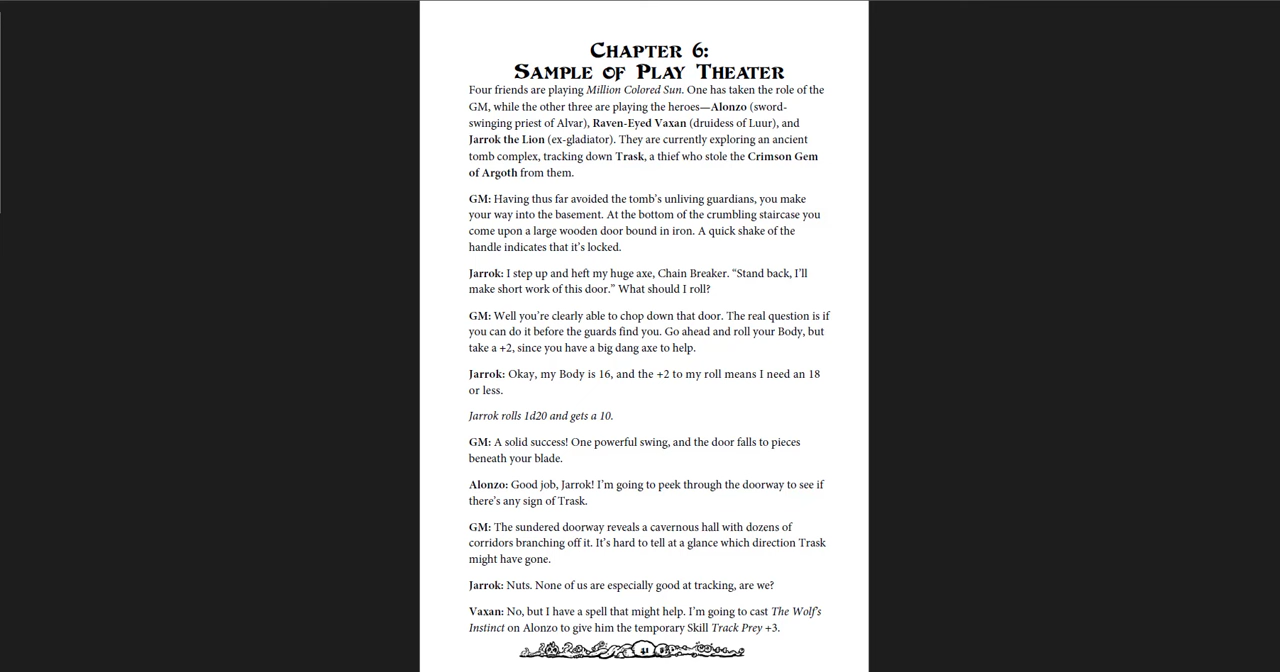 Chapter 6:
Sample of Play Theater
Four friends are playing Million Colored Sun. One has taken the role of the
GM, while the other three are playing the heroes—Alonzo (sword-
swinging priest of Alvar), Raven-Eyed Vaxan (druidess of Luur), and
Jarrok the Lion (ex-gladiator). They are currently exploring an ancient
tomb complex, tracking down Trask, a thief who stole the Crimson Gem
of Argoth from them.
GM: Having thus far avoided the tomb's unliving guardians, you make
your way into the basement. At the bottom of the crumbling staircase you
come upon a large wooden door bound in iron. A quick shake of the
handle indicates that it's locked.
Jarrok: I step up and heft my huge axe, Chain Breaker. “Stand back, I'll
make short work of this door.” What should I roll?
GM: Well you're clearly able to chop down that door. The real question is if
you can do it before the guards find you. Go ahead and roll your Body, but
take a +2, since you have a big dang axe to help.
Jarrok: Okay, my Body is 16, and the +2 to my roll means I need an 18
or less.
Jarrok rolls 1d20 and gets a 10.
GM: A solid success! One powerful swing, and the door falls to pieces
beneath your blade.
Alonzo: Good job, Jarrok! I'm going to peek through the doorway to see if
there's any sign of Trask.
GM: The sundered doorway reveals a cavernous hall with dozens of
corridors branching off it. It's hard to tell at a glance which direction Trask
might have gone.
Jarrok: Nuts. None of us are especially good at tracking, are we?
Vaxan: No, but I have a spell that might help. I'm going to cast The Wolf's
Instinct on Alonzo to give him the temporary Skill Track Prey +3.
41